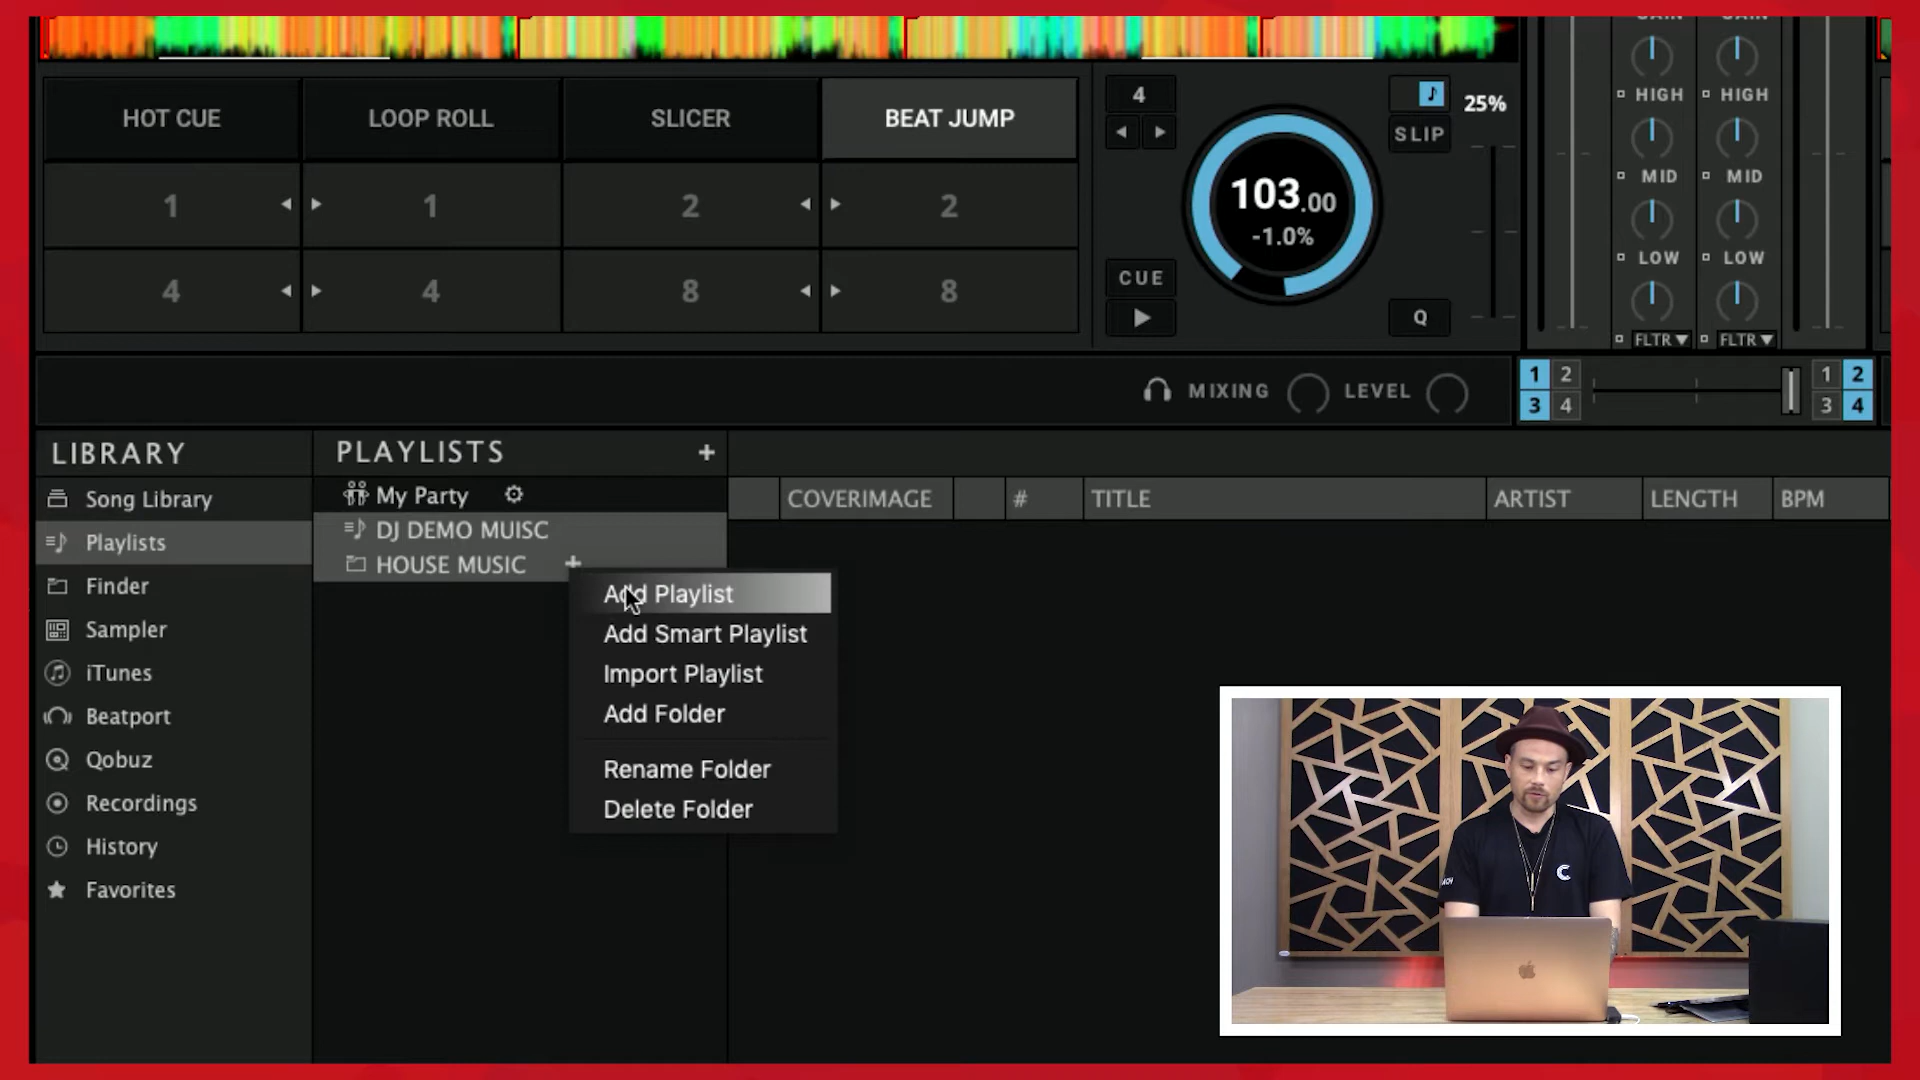 HIGH HIGH
MID MID
LOW LOW
FLTR FLTR
HOT CUE LOOP ROLL SLICER BEAT JUMP
1 1 2 2
4 4 8 8
4
SLIP
25%
103.00
-1.0%
CUE
Q
MIXING LEVEL
1 2
3 4
1 2
3 4
LIBRARY
Song Library
Playlists
Finder
Sampler
iTunes
Beatport
Qobuz
Recordings
History
Favorites
PLAYLISTS +
My Party
DJ DEMO MUISC
HOUSE MUSIC +
COVERIMAGE # TITLE ARTIST LENGTH BPM
Add Playlist
Add Smart Playlist
Import Playlist
Add Folder
Rename Folder
Delete Folder
C